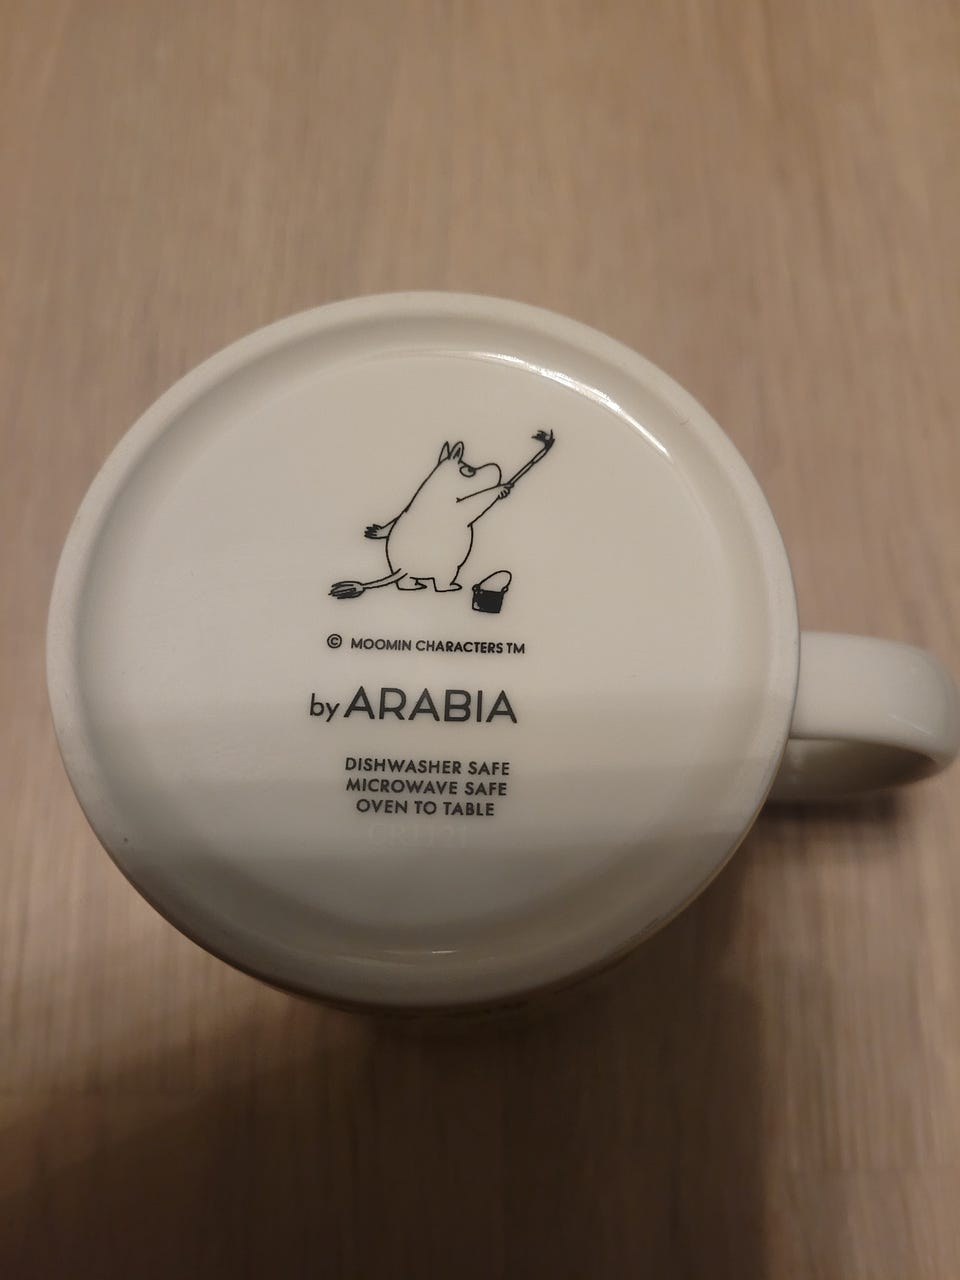 © MOOMIN CHARACTERS TM
by ARABIA
DISHWASHER SAFE
MICROWAVE SAFE
OVEN TO TABLE